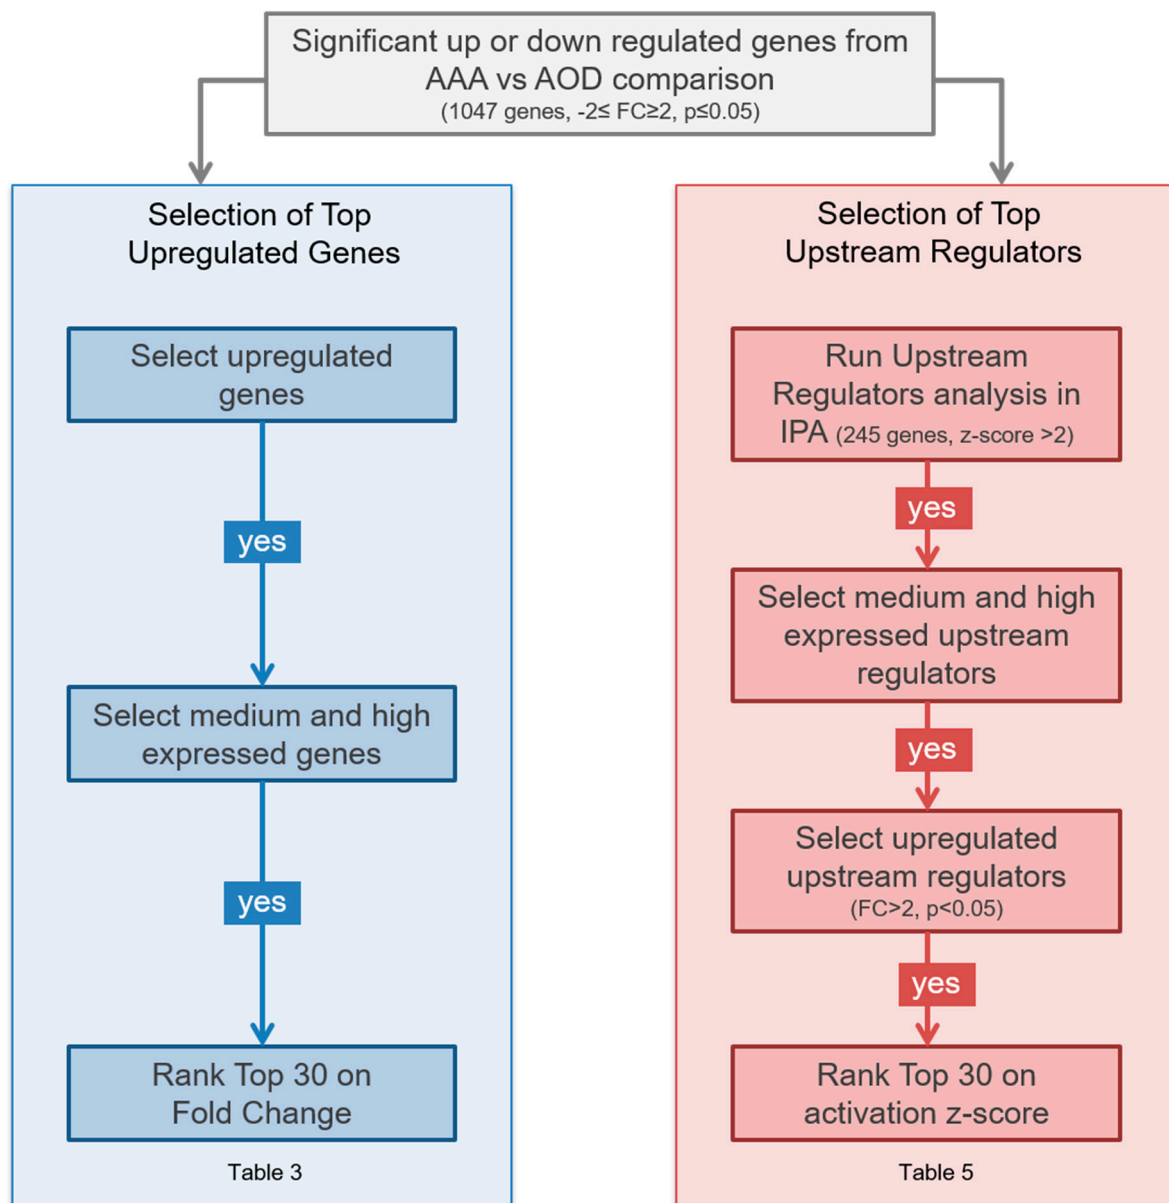 Significant up or down regulated genes from
AAA vs AOD comparison
(1047 genes, -2≤ FC≥2, p≤0.05)
Selection of Top
Upregulated Genes
Select upregulated
genes
yes
Select medium and high
expressed genes
yes
Rank Top 30 on
Fold Change
Table 3
Selection of Top
Upstream Regulators
Run Upstream
Regulators analysis in
IPA (245 genes, z-score >2)
yes
Select medium and high
expressed upstream
regulators
yes
Select upregulated
upstream regulators
(FC>2, p<0.05)
yes
Rank Top 30 on
activation z-score
Table 5